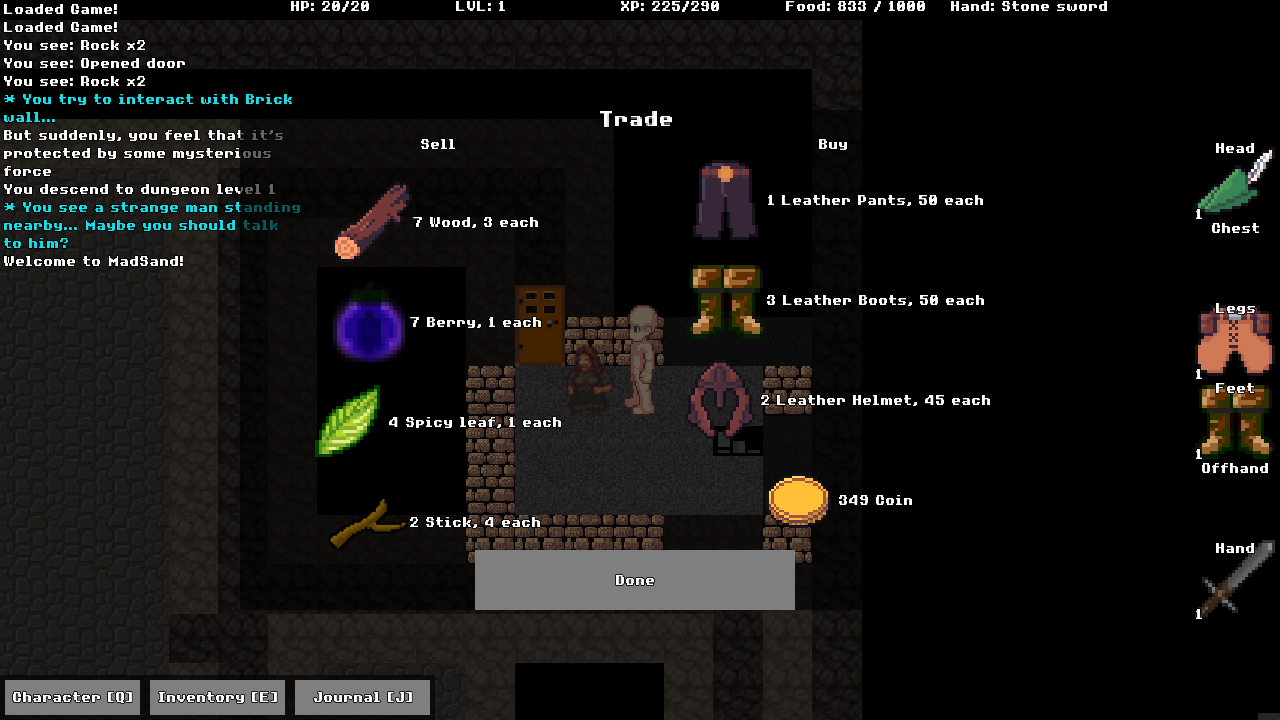 Loaded Game!
HP: 20/20
LVL: 1
XP: 225/290
Food: 833 / 1000
Hand: Stone sword
Loaded Game!
You see: Rock x2
You see: Opened door
You see: Rock x2
* You try to interact with Brick
wall...
But suddenly, you feel that it's
protected by some mysterious
force
You descend to dungeon level 1
* You see a strange man standing
nearby... Maybe you should talk
to him?
Welcome to MadSand!
Trade
Sell
Buy
7 Wood, 3 each
7 Berry, 1 each
4 Spicy leaf, 1 each
2 Stick, 4 each
1 Leather Pants, 50 each
3 Leather Boots, 50 each
2 Leather Helmet, 45 each
349 Coin
Done
Head
1
Chest
Legs
1
Feet
1
Offhand
Hand
1
Character [Q]
Inventory [E]
Journal [J]